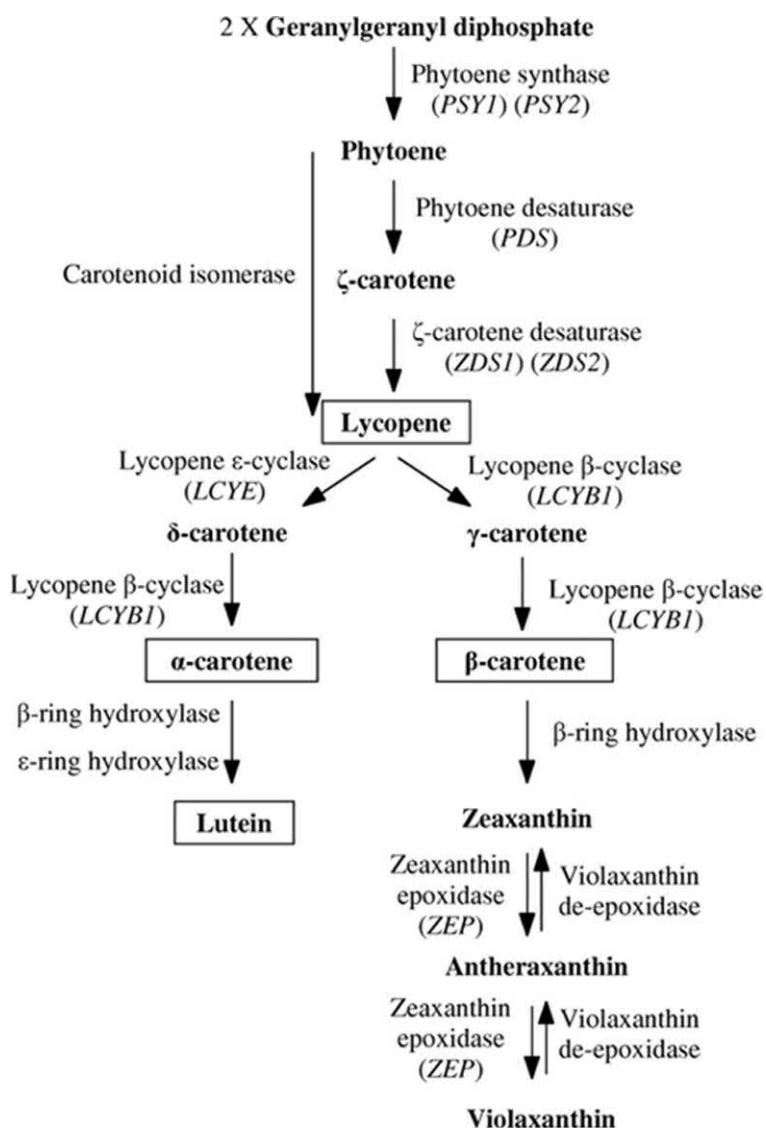 2 X Geranylgeranyl diphosphate
Phytoene synthase
(PSY1) (PSY2)
Phytoene
Phytoene desaturase
(PDS)
Carotenoid isomerase
ζ-carotene
ζ-carotene desaturase
(ZDS1) (ZDS2)
Lycopene
Lycopene ε-cyclase
(LCYE)
Lycopene β-cyclase
(LCYB1)
δ-carotene
γ-carotene
Lycopene β-cyclase
(LCYB1)
Lycopene β-cyclase
(LCYB1)
α-carotene
β-carotene
β-ring hydroxylase
ε-ring hydroxylase
β-ring hydroxylase
Lutein
Zeaxanthin
Zeaxanthin
epoxidase
(ZEP)
Violaxanthin
de-epoxidase
Antheraxanthin
Zeaxanthin
epoxidase
(ZEP)
Violaxanthin
de-epoxidase
Violaxanthin